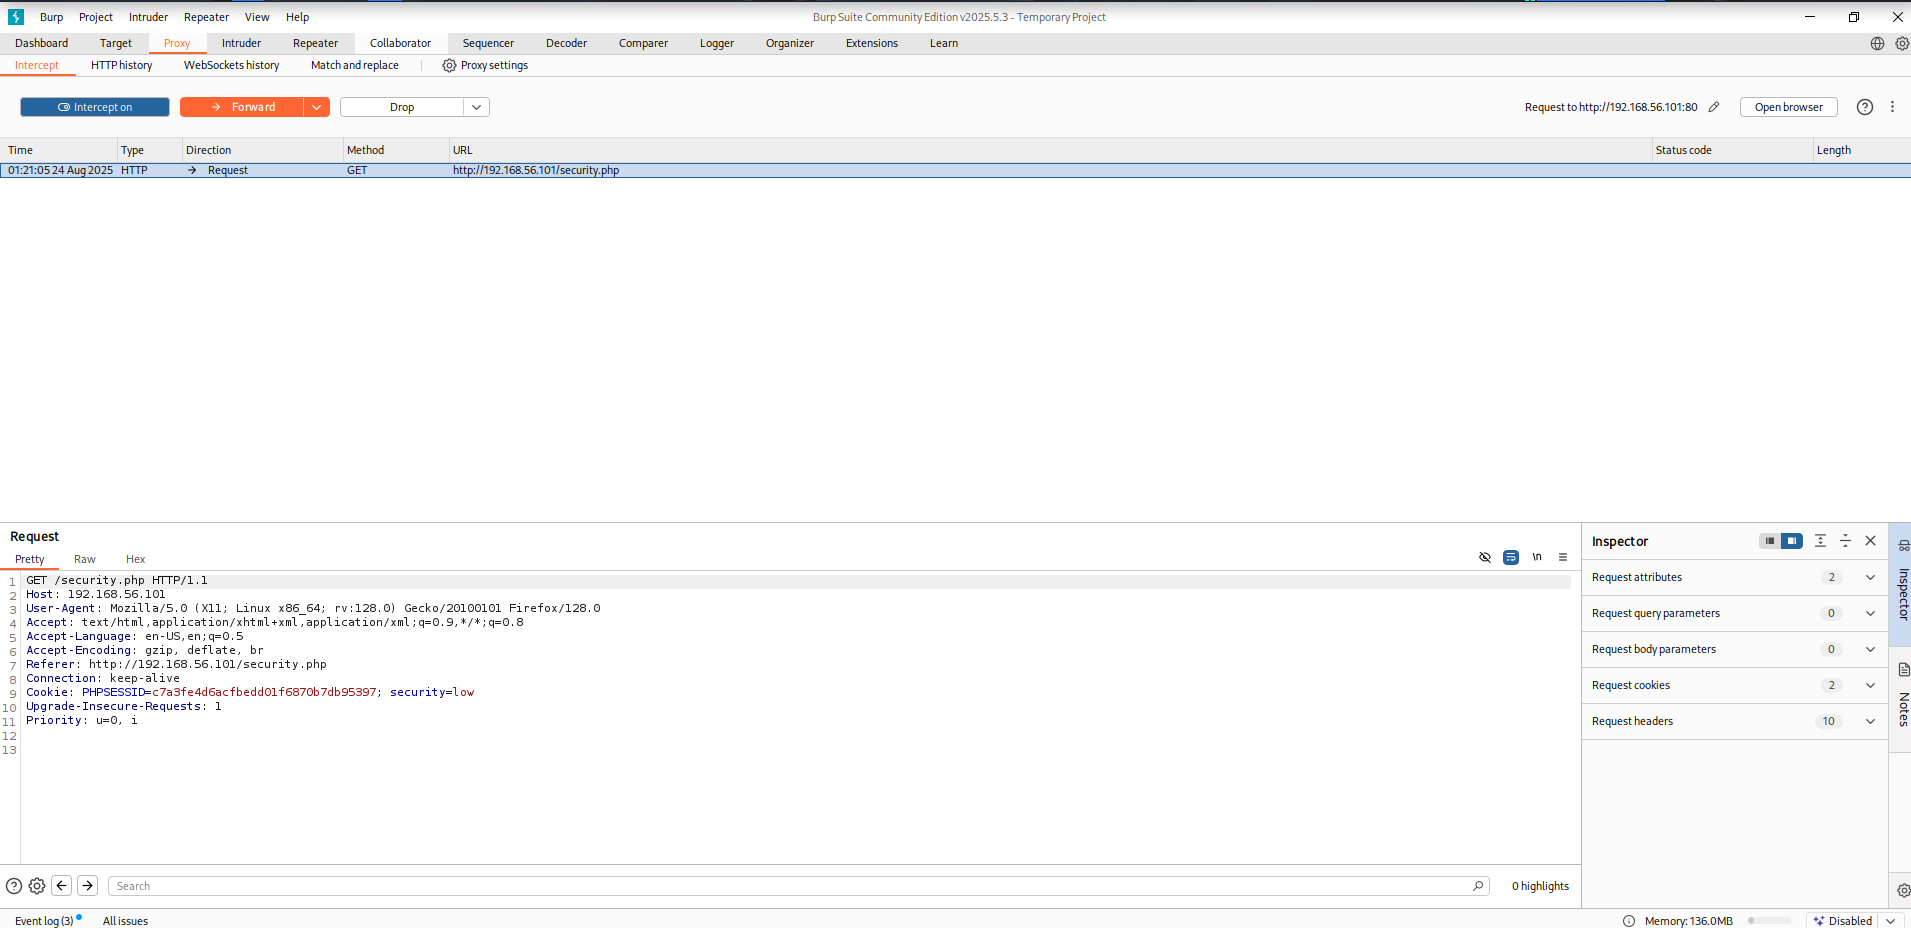 Burp Project Intruder Repeater View Help Burp Suite Community Edition v2025.5.3 - Temporary Project
Dashboard Target Proxy Intruder Repeater Collaborator Sequencer Decoder Comparer Logger Organizer Extensions Learn
Intercept HTTP history WebSockets history Match and replace Proxy settings
Intercept on Forward Drop Request to http://192.168.56.101:80 Open browser
Time Type Direction Method URL Status code Length
01:21:05 24 Aug 2025 HTTP → Request GET http://192.168.56.101/security.php
Request
Pretty Raw Hex \n
1 GET /security.php HTTP/1.1
2 Host: 192.168.56.101
3 User-Agent: Mozilla/5.0 (X11; Linux x86_64; rv:128.0) Gecko/20100101 Firefox/128.0
4 Accept: text/html,application/xhtml+xml,application/xml;q=0.9,*/*;q=0.8
5 Accept-Language: en-US,en;q=0.5
6 Accept-Encoding: gzip, deflate, br
7 Referer: http://192.168.56.101/security.php
8 Connection: keep-alive
9 Cookie: PHPSESSID=c7a3fe4d6acfbedd01f6870b7db95397; security=low
10 Upgrade-Insecure-Requests: 1
11 Priority: u=0, i
12
13
Search 0 highlights
Inspector
Request attributes 2
Request query parameters 0
Request body parameters 0
Request cookies 2
Request headers 10
Inspector
Notes
Event log (3) All issues Memory: 136.0MB Disabled